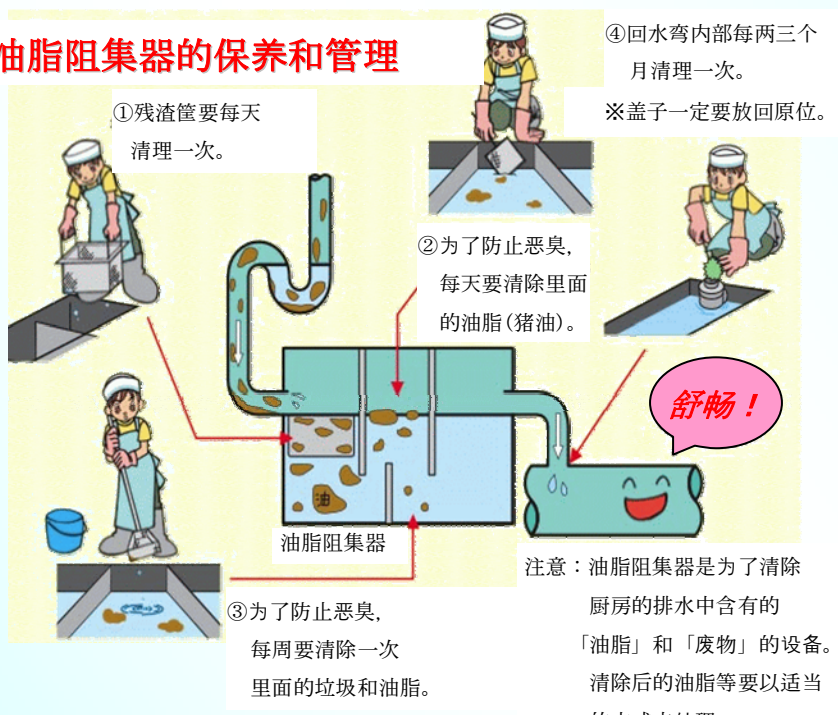 油脂阻集器的保养和管理
①残渣筐要每天
清理一次。
④回水弯内部每两三个
月清理一次。
※盖子一定要放回原位。
②为了防止恶臭,
每天要清除里面
的油脂(猪油)。
舒畅！
油
油脂阻集器
③为了防止恶臭,
每周要清除一次
里面的垃圾和油脂。
注意：油脂阻集器是为了清除
厨房的排水中含有的
「油脂」和「废物」的设备。
清除后的油脂等要以适当